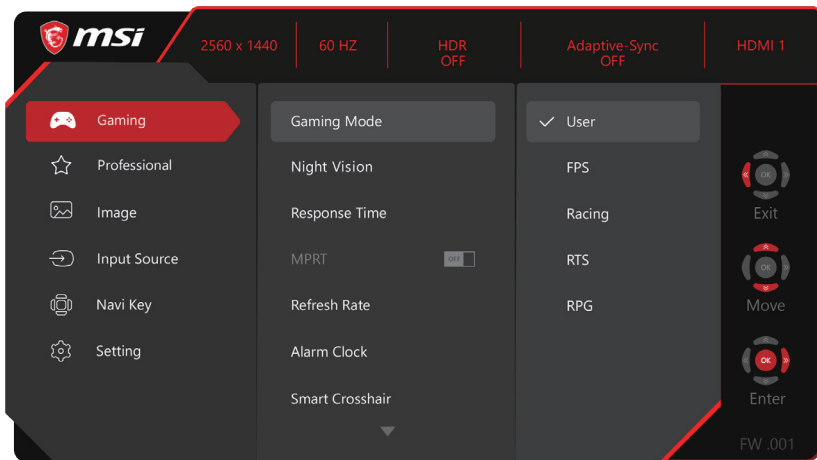 msi
2560 x 1440
60 HZ
HDR
OFF
Adaptive-Sync
OFF
HDMI 1
Gaming
Professional
Image
Input Source
Navi Key
Setting
Gaming Mode
Night Vision
Response Time
MPRT OFF
Refresh Rate
Alarm Clock
Smart Crosshair
User
FPS
Racing
RTS
RPG
OK
Exit
OK
Move
OK
Enter
FW .001